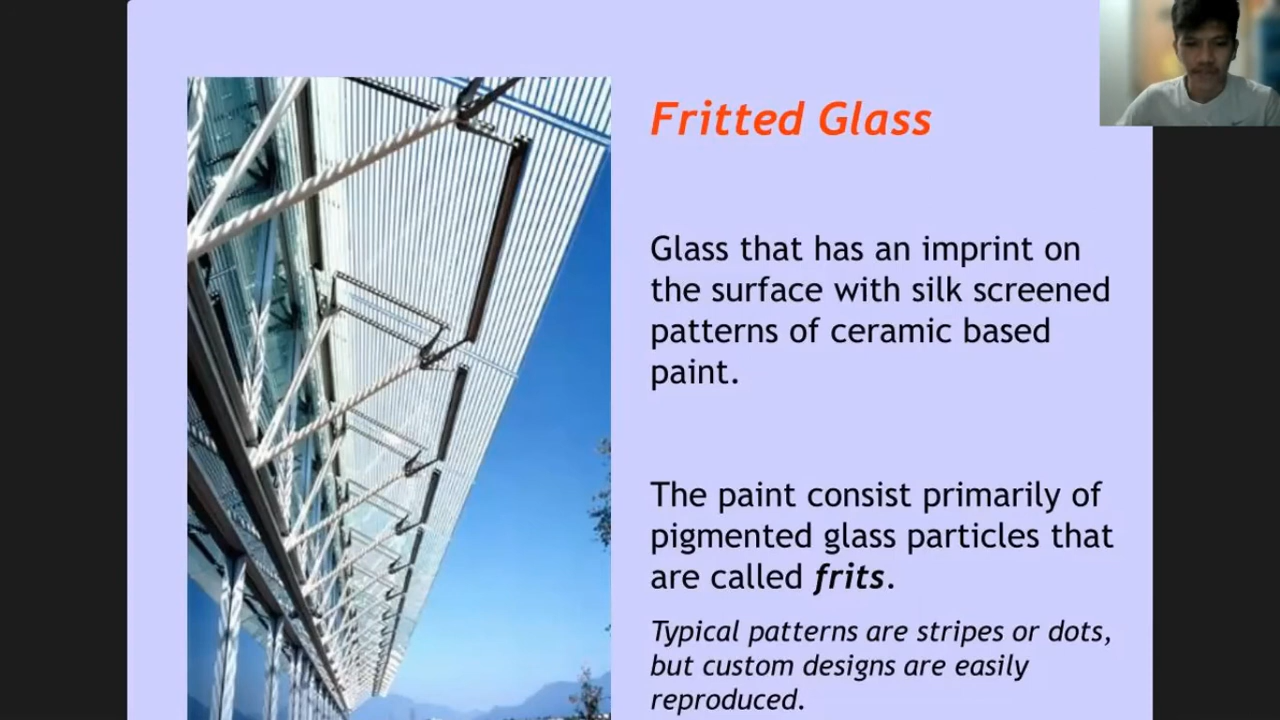 Fritted Glass
Glass that has an imprint on
the surface with silk screened
patterns of ceramic based
paint.
The paint consist primarily of
pigmented glass particles that
are called frits.
Typical patterns are stripes or dots,
but custom designs are easily
reproduced.